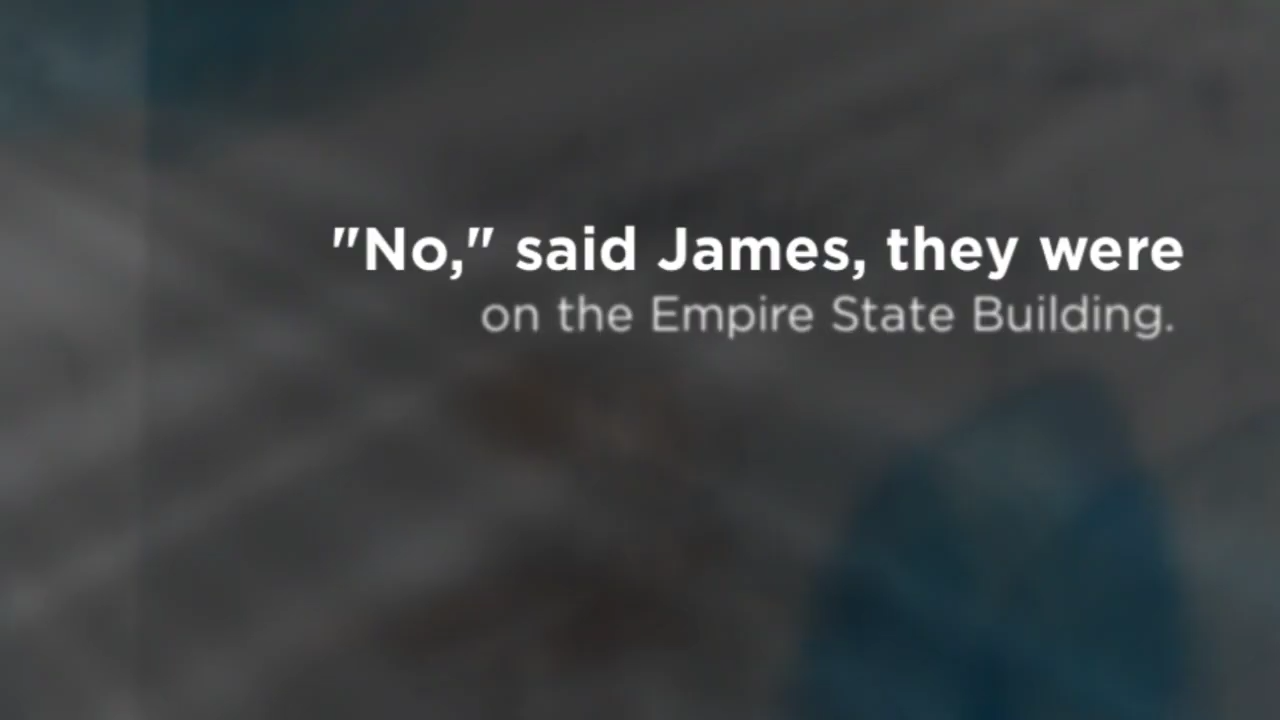 "No," said James, they were
on the Empire State Building.